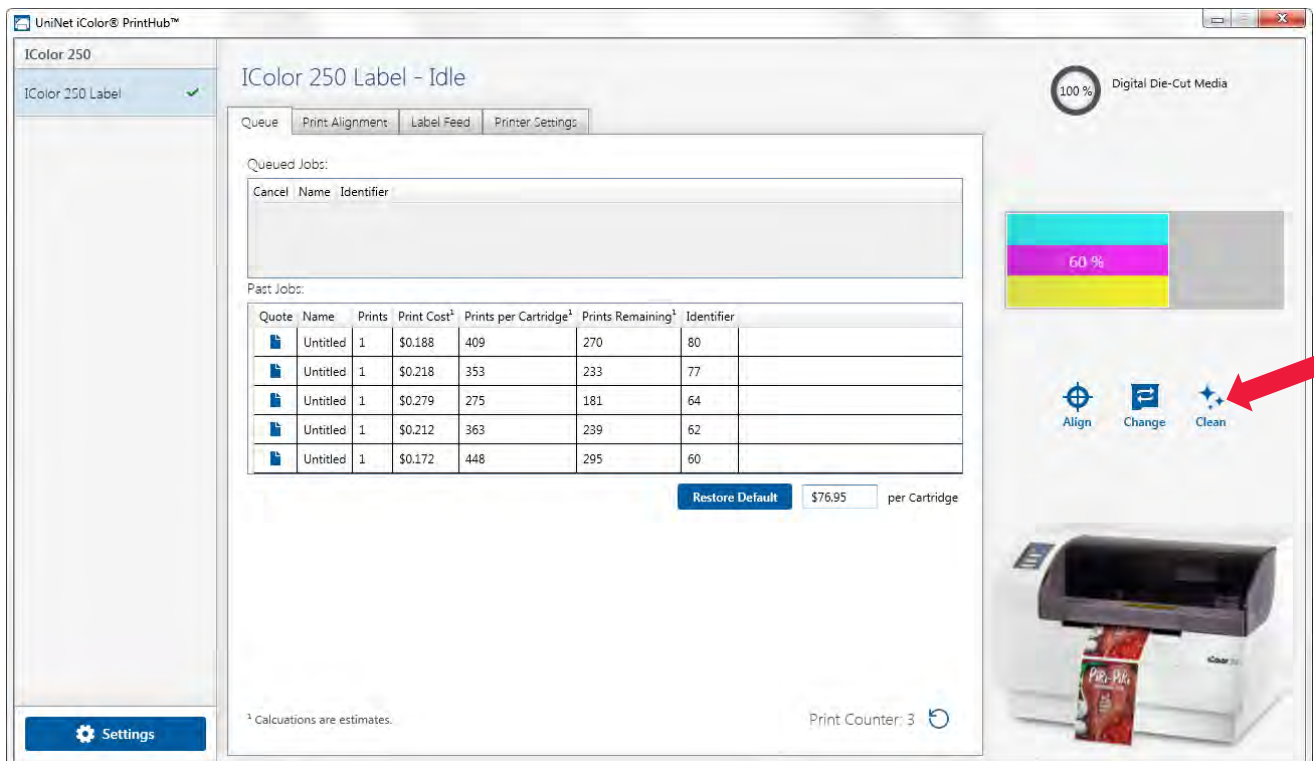 UniNet iColor® PrintHub™
IColor 250
IColor 250 Label
IColor 250 Label - Idle
Queue Print Alignment Label Feed Printer Settings
Queued Jobs:
Cancel Name Identifier
Past Jobs:
Quote Name Prints Print Cost¹ Prints per Cartridge¹ Prints Remaining¹ Identifier
Untitled 1 $0.188 409 270 80
Untitled 1 $0.218 353 233 77
Untitled 1 $0.279 275 181 64
Untitled 1 $0.212 363 239 62
Untitled 1 $0.172 448 295 60
Restore Default $76.95 per Cartridge
¹ Calcuations are estimates.
Print Counter: 3
Settings
100 % Digital Die-Cut Media
60 %
Align Change Clean
iColor
PiRi-PiRi